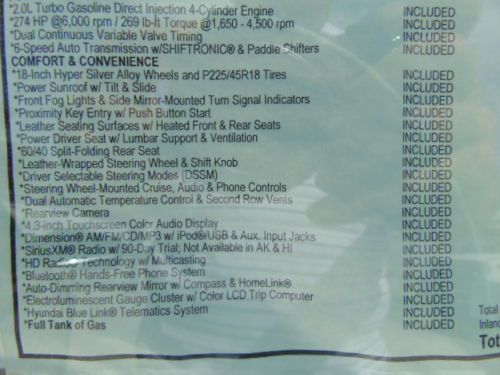 *2.0L Turbo Gasoline Direct Injection 4-Cylinder Engine INCLUDED
*274 HP @6,000 rpm / 269 lb-ft Torque @1,650 - 4,500 rpm INCLUDED
*Dual Continuous Variable Valve Timing INCLUDED
*6-Speed Auto Transmission w/SHIFTRONIC® & Paddle Shifters INCLUDED
COMFORT & CONVENIENCE
*18-Inch Hyper Silver Alloy Wheels and P225/45R18 Tires INCLUDED
*Power Sunroof w/ Tilt & Slide INCLUDED
*Front Fog Lights & Side Mirror-Mounted Turn Signal Indicators INCLUDED
*Proximity Key Entry w/ Push Button Start INCLUDED
*Leather Seating Surfaces w/ Heated Front & Rear Seats INCLUDED
*Power Driver Seat w/ Lumbar Support & Ventilation INCLUDED
*60/40 Split-Folding Rear Seat INCLUDED
*Leather-Wrapped Steering Wheel & Shift Knob INCLUDED
*Driver Selectable Steering Modes (DSSM) INCLUDED
*Steering Wheel-Mounted Cruise, Audio & Phone Controls INCLUDED
*Dual Automatic Temperature Control & Second Row Vents INCLUDED
*Rearview Camera INCLUDED
*4.3-inch Touchscreen Color Audio Display INCLUDED
*Dimension® AM/FM/CD/MP3 w/ iPod®/USB & Aux. Input Jacks INCLUDED
*SiriusXM® Radio w/ 90-Day Trial; Not Available in AK & HI INCLUDED
*HD Radio® Technology w/ Multicasting INCLUDED
*Bluetooth® Hands-Free Phone System INCLUDED
*Auto-Dimming Rearview Mirror w/ Compass & HomeLink® INCLUDED
*Electroluminescent Gauge Cluster w/ Color LCD Trip Computer INCLUDED
*Hyundai Blue Link® Telematics System INCLUDED Total
*Full Tank of Gas INCLUDED Inlan
Tot